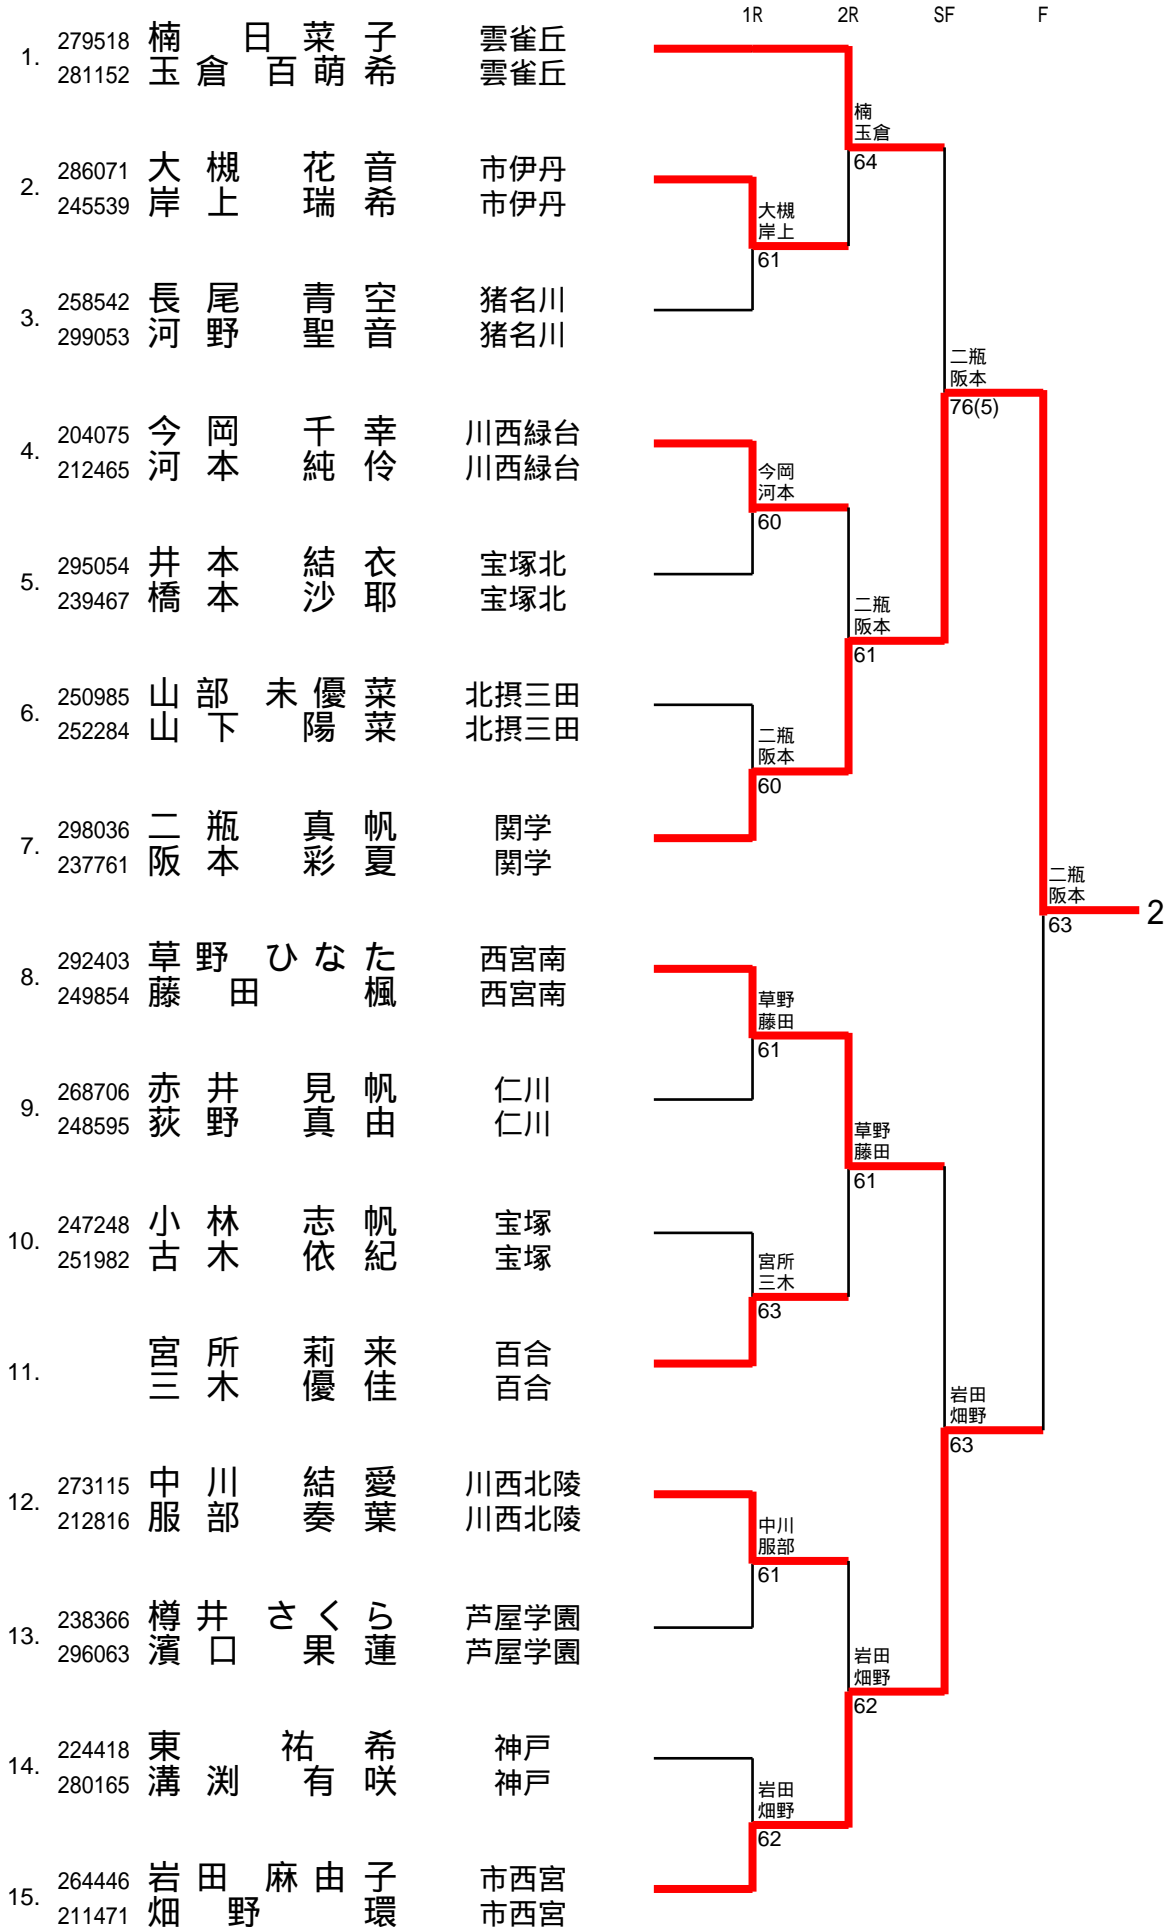 1R 2R SF F
1. 279518 楠 日 菜 子 雲雀丘
281152 玉 倉 百 萌 希 雲雀丘
楠
玉倉
64
2. 286071 大 槻 花 音 市伊丹
245539 岸 上 瑞 希 市伊丹
大槻
岸上
61
3. 258542 長 尾 青 空 猪名川
299053 河 野 聖 音 猪名川
二瓶
阪本
76(5)
4. 204075 今 岡 千 幸 川西緑台
212465 河 本 純 伶 川西緑台
今岡
河本
60
5. 295054 井 本 結 衣 宝塚北
239467 橋 本 沙 耶 宝塚北
二瓶
阪本
61
6. 250985 山 部 未 優 菜 北摂三田
252284 山 下 陽 菜 北摂三田
二瓶
阪本
60
7. 298036 二 瓶 真 帆 関学
237761 阪 本 彩 夏 関学
二瓶
阪本
63
2
8. 292403 草 野 ひ な た 西宮南
249854 藤 田 楓 西宮南
草野
藤田
61
9. 268706 赤 井 見 帆 仁川
248595 荻 野 真 由 仁川
草野
藤田
61
10. 247248 小 林 志 帆 宝塚
251982 古 木 依 紀 宝塚
宮所
三木
63
11. 宮 所 莉 来 百合
三 木 優 佳 百合
岩田
畑野
63
12. 273115 中 川 結 愛 川西北陵
212816 服 部 奏 葉 川西北陵
中川
服部
61
13. 238366 樽 井 さ く ら 芦屋学園
296063 濱 口 果 蓮 芦屋学園
岩田
畑野
62
14. 224418 東 祐 希 神戸
280165 溝 渕 有 咲 神戸
岩田
畑野
62
15. 264446 岩 田 麻 由 子 市西宮
211471 畑 野 環 市西宮